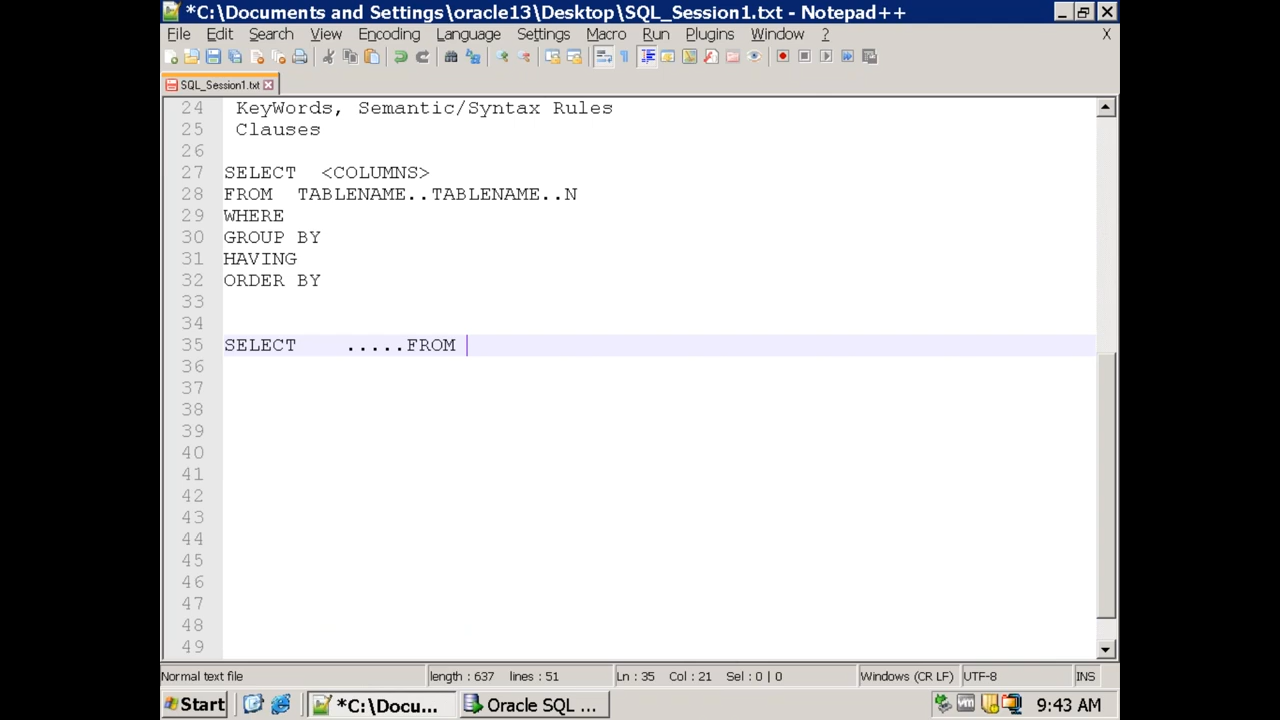 *C:\Documents and Settings\oracle13\Desktop\SQL_Session1.txt - Notepad++
File Edit Search View Encoding Language Settings Macro Run Plugins Window ? X
SQL_Session1.txt
24 KeyWords, Semantic/Syntax Rules
25 Clauses
26
27 SELECT <COLUMNS>
28 FROM TABLENAME..TABLENAME..N
29 WHERE
30 GROUP BY
31 HAVING
32 ORDER BY
33
34
35 SELECT .....FROM
36
37
38
39
40
41
42
43
44
45
46
47
48
49
Normal text file length : 637 lines : 51 Ln : 35 Col : 21 Sel : 0 | 0 Windows (CR LF) UTF-8 INS
Start *C:\Docu... Oracle SQL ... 9:43 AM